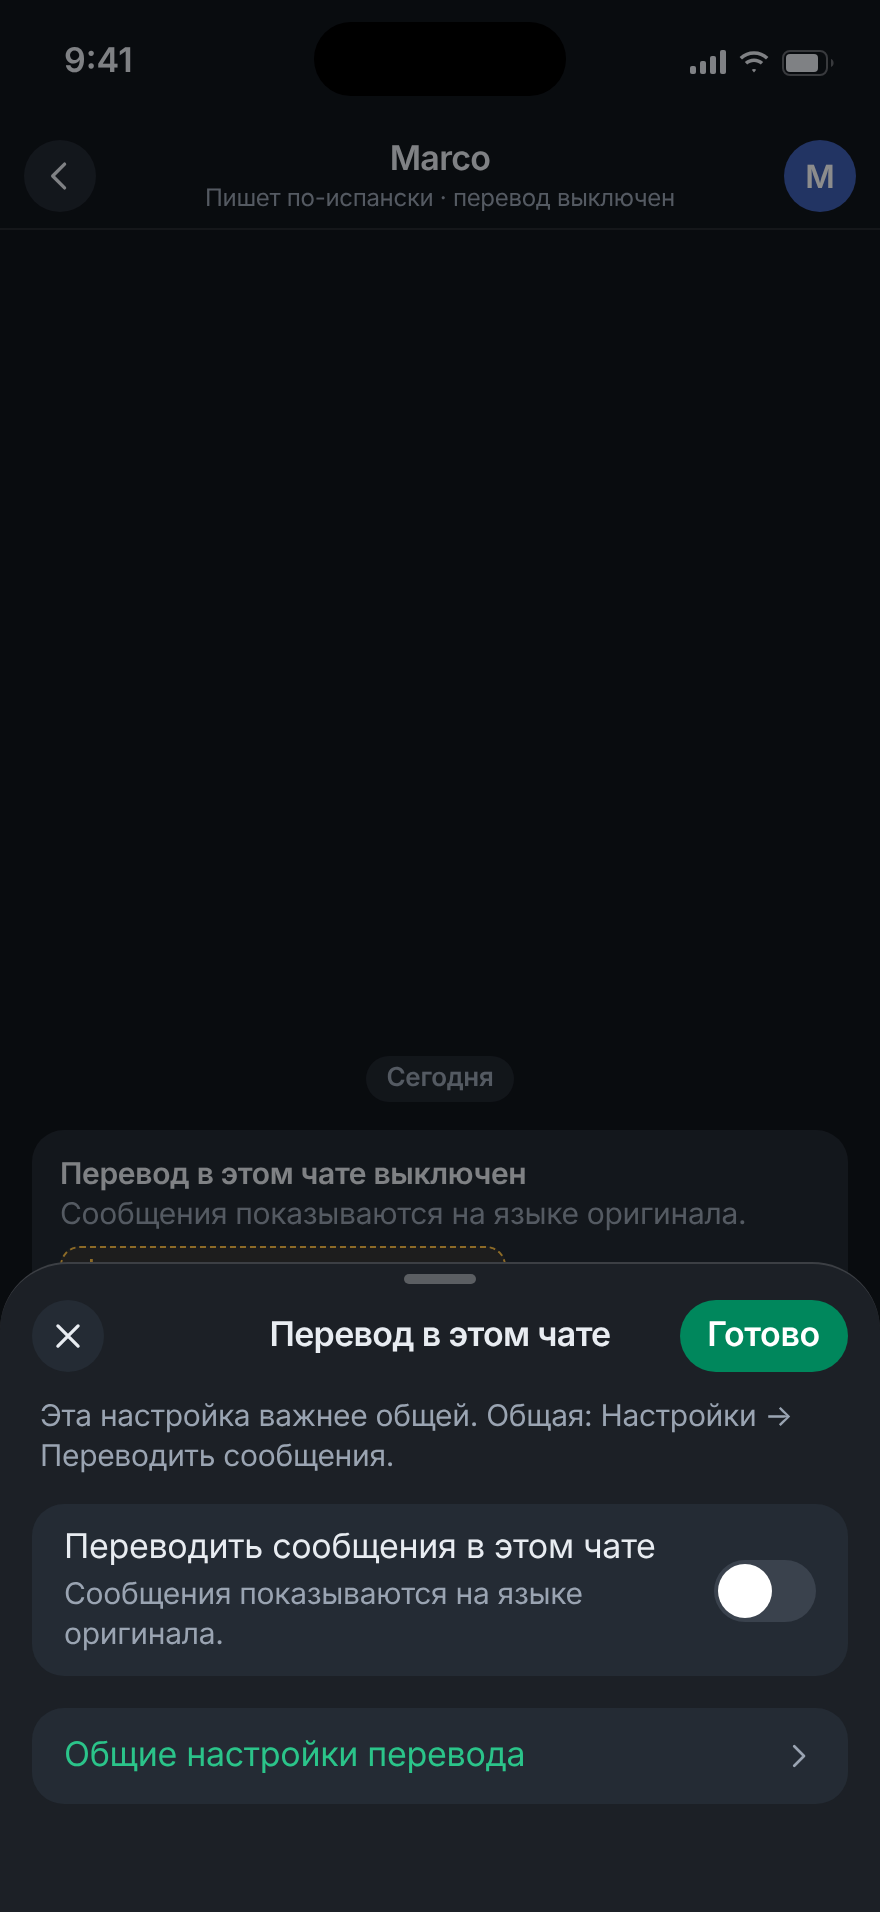 9:41
Marco
Пишет по-испански · перевод выключен
M
Сегодня
Перевод в этом чате выключен
Сообщения показываются на языке оригинала.
Перевод в этом чате
Готово
Эта настройка важнее общей. Общая: Настройки →
Переводить сообщения.
Переводить сообщения в этом чате
Сообщения показываются на языке
оригинала.
Общие настройки перевода